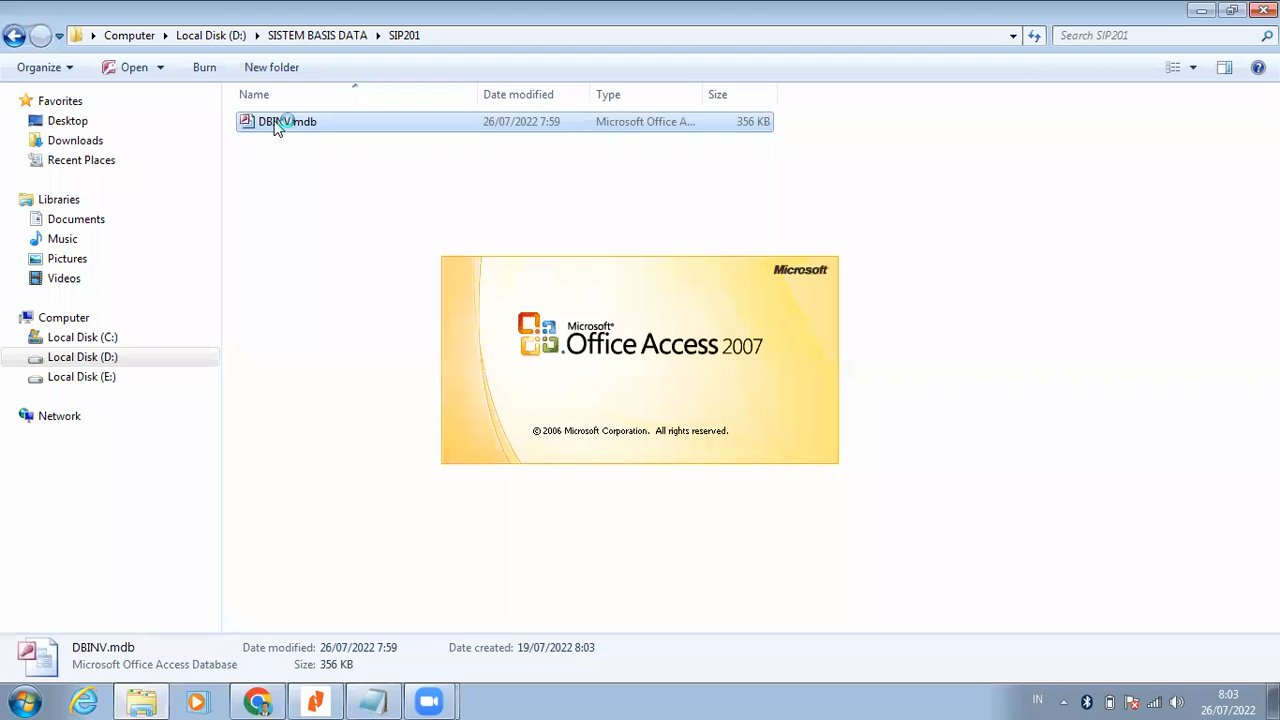 Computer ▸ Local Disk (D:) ▸ SISTEM BASIS DATA ▸ SIP201
Search SIP201
Organize Open Burn New folder
Name Date modified Type Size
DBINV.mdb 26/07/2022 7:59 Microsoft Office A... 356 KB
Favorites
Desktop
Downloads
Recent Places
Libraries
Documents
Music
Pictures
Videos
Computer
Local Disk (C:)
Local Disk (D:)
Local Disk (E:)
Network
Microsoft
Microsoft®
Office Access 2007
© 2006 Microsoft Corporation. All rights reserved.
DBINV.mdb Date modified: 26/07/2022 7:59 Date created: 19/07/2022 8:03
Microsoft Office Access Database Size: 356 KB
IN
8:03
26/07/2022